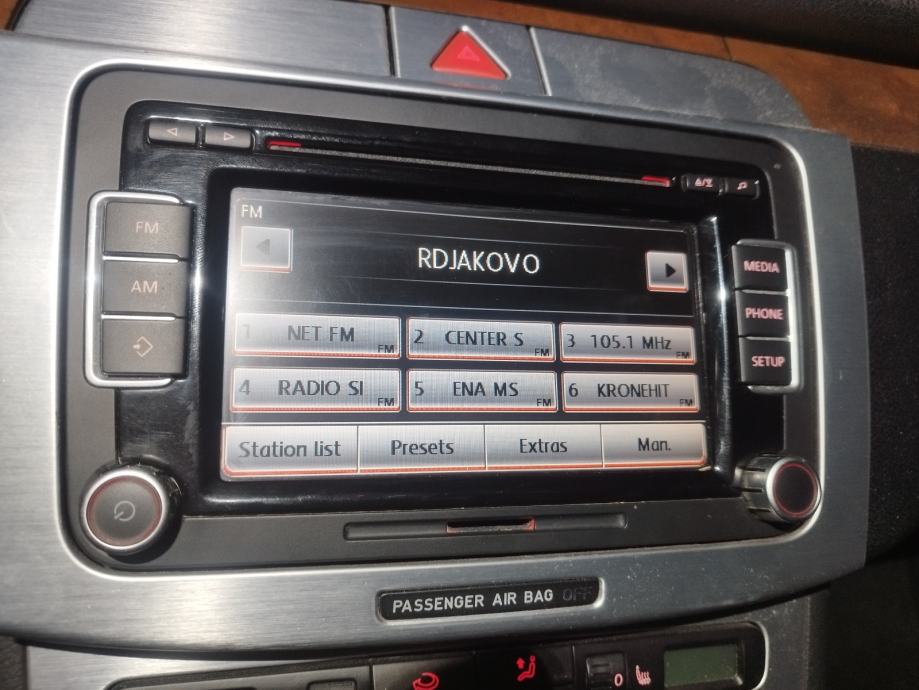 FM
RDJAKOVO
FM
AM
MEDIA
PHONE
SETUP
1 NET FM FM
2 CENTER S FM
3 105.1 MHz FM
4 RADIO SI FM
5 ENA MS FM
6 KRONEHIT FM
Station list Presets Extras Man.
PASSENGER AIR BAG OFF
0